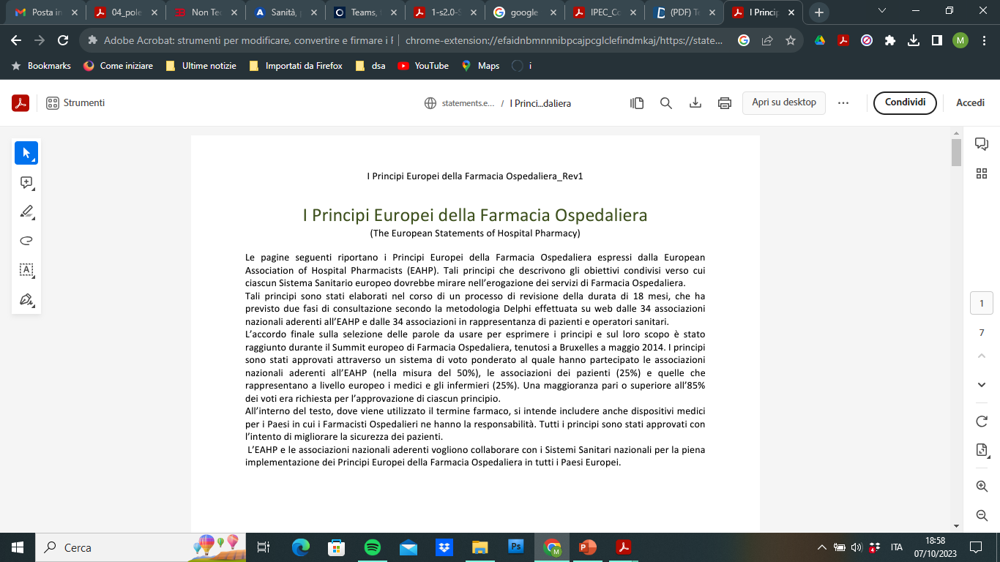 Posta in
04_pole
Non Tec
Sanità, p
Teams, t
1-s2.0-S
google
IPEC_Co
(PDF) Te
I Princip
Adobe Acrobat: strumenti per modificare, convertire e firmare i P
chrome-extension://efaidnbmnnnibpcajpcglclefindmkaj/https://state...
M
Bookmarks
Come iniziare
Ultime notizie
Importati da Firefox
dsa
YouTube
Maps
i
Strumenti
statements.e... / I Princi...daliera
Apri su desktop
Condividi
Accedi
I Principi Europei della Farmacia Ospedaliera_Rev1
I Principi Europei della Farmacia Ospedaliera
(The European Statements of Hospital Pharmacy)
Le pagine seguenti riportano i Principi Europei della Farmacia Ospedaliera espressi dalla European
Association of Hospital Pharmacists (EAHP). Tali principi che descrivono gli obiettivi condivisi verso cui
ciascun Sistema Sanitario europeo dovrebbe mirare nell'erogazione dei servizi di Farmacia Ospedaliera.
Tali principi sono stati elaborati nel corso di un processo di revisione della durata di 18 mesi, che ha
previsto due fasi di consultazione secondo la metodologia Delphi effettuata su web dalle 34 associazioni
nazionali aderenti all'EAHP e dalle 34 associazioni in rappresentanza di pazienti e operatori sanitari.
L'accordo finale sulla selezione delle parole da usare per esprimere i principi e sul loro scopo è stato
raggiunto durante il Summit europeo di Farmacia Ospedaliera, tenutosi a Bruxelles a maggio 2014. I principi
sono stati approvati attraverso un sistema di voto ponderato al quale hanno partecipato le associazioni
nazionali aderenti all'EAHP (nella misura del 50%), le associazioni dei pazienti (25%) e quelle che
rappresentano a livello europeo i medici e gli infermieri (25%). Una maggioranza pari o superiore all'85%
dei voti era richiesta per l'approvazione di ciascun principio.
All'interno del testo, dove viene utilizzato il termine farmaco, si intende includere anche dispositivi medici
per i Paesi in cui i Farmacisti Ospedalieri ne hanno la responsabilità. Tutti i principi sono stati approvati con
l'intento di migliorare la sicurezza dei pazienti.
L'EAHP e le associazioni nazionali aderenti vogliono collaborare con i Sistemi Sanitari nazionali per la piena
implementazione dei Principi Europei della Farmacia Ospedaliera in tutti i Paesi Europei.
1
7
Cerca
Ps
ITA
18:58
07/10/2023